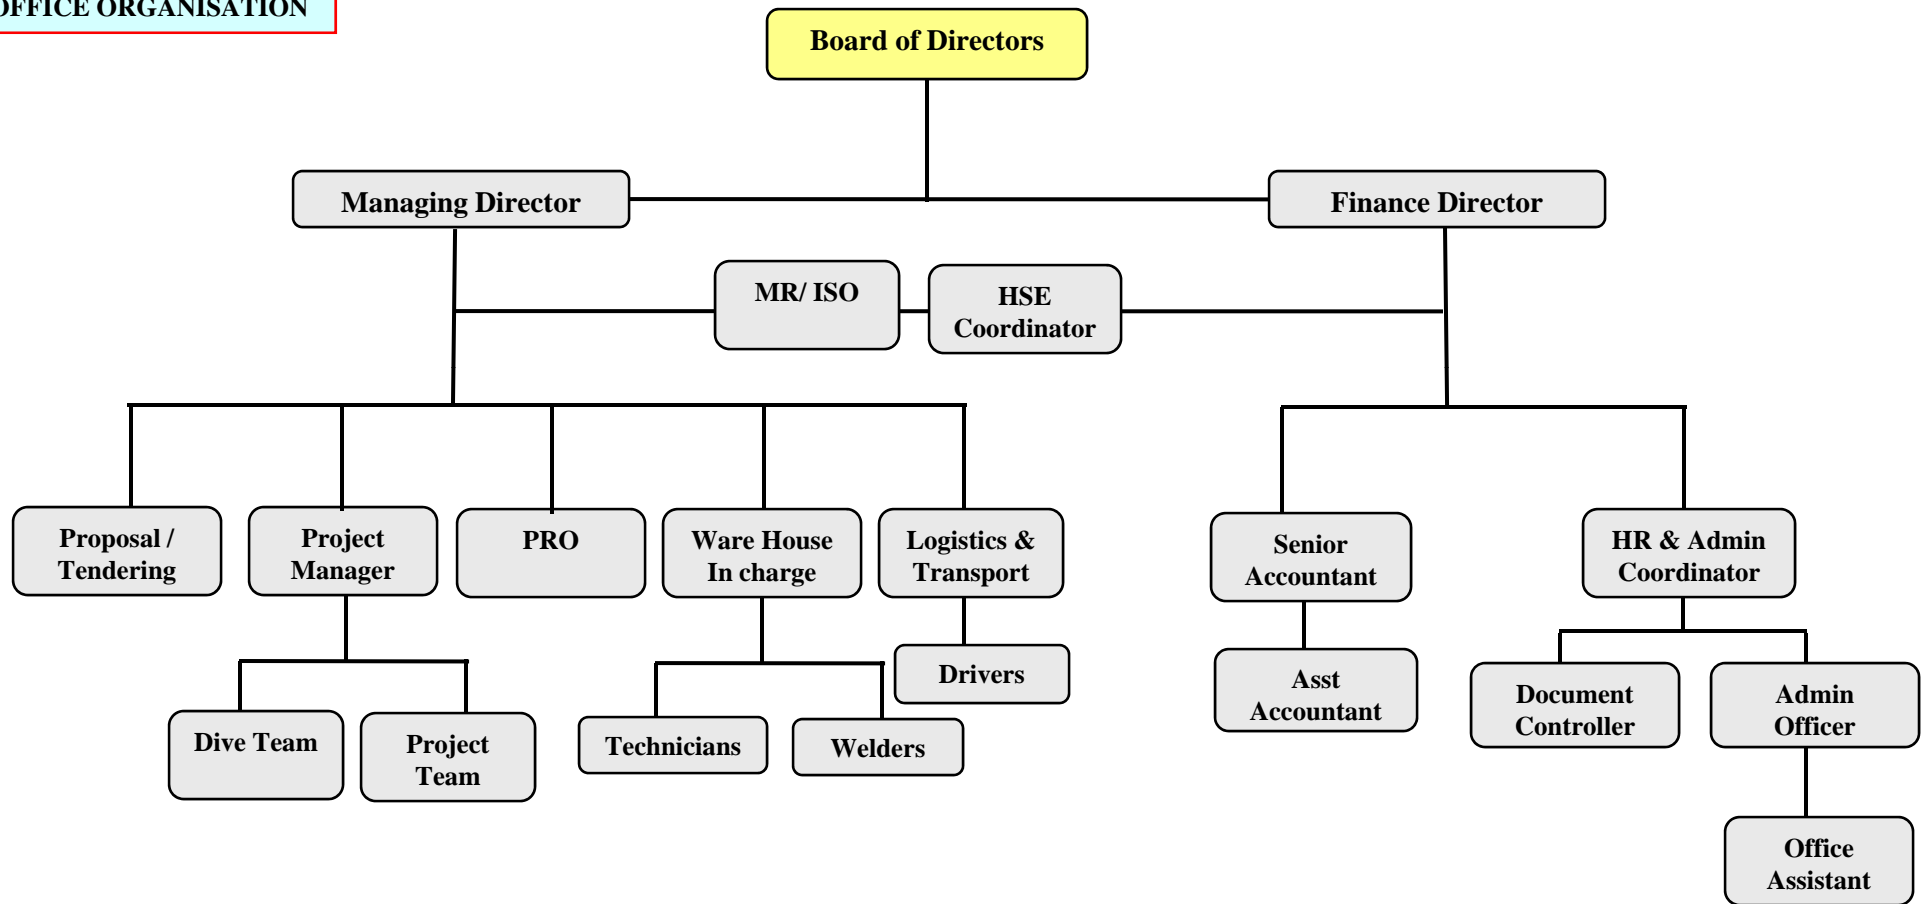 OFFICE ORGANISATION
Board of Directors
Managing Director
Finance Director
MR/ ISO
HSE
Coordinator
Proposal /
Tendering
Project
Manager
PRO
Ware House
In charge
Logistics &
Transport
Senior
Accountant
HR & Admin
Coordinator
Drivers
Asst
Accountant
Document
Controller
Admin
Officer
Dive Team
Project
Team
Technicians
Welders
Office
Assistant